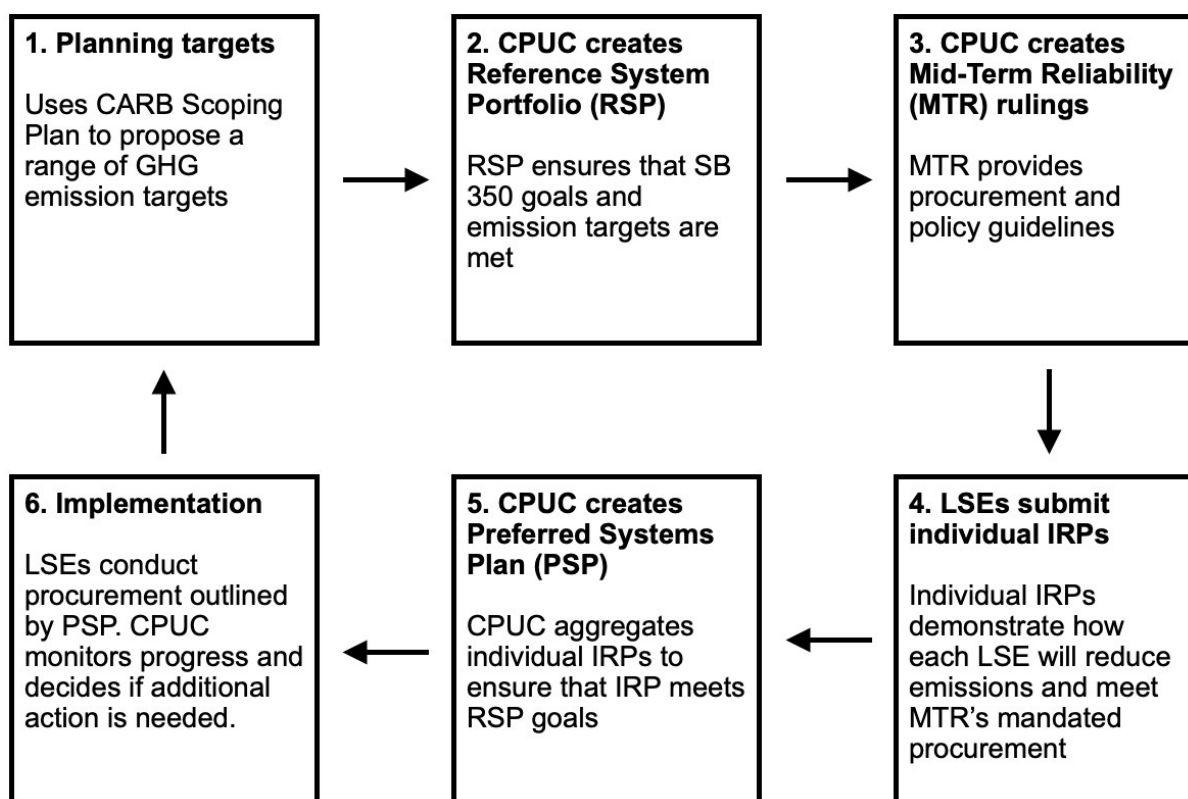 1. Planning targets
Uses CARB Scoping
Plan to propose a
range of GHG
emission targets
2. CPUC creates
Reference System
Portfolio (RSP)
RSP ensures that SB
350 goals and
emission targets are
met
3. CPUC creates
Mid-Term Reliability
(MTR) rulings
MTR provides
procurement and
policy guidelines
4. LSEs submit
individual IRPs
Individual IRPs
demonstrate how
each LSE will reduce
emissions and meet
MTR’s mandated
procurement
5. CPUC creates
Preferred Systems
Plan (PSP)
CPUC aggregates
individual IRPs to
ensure that IRP meets
RSP goals
6. Implementation
LSEs conduct
procurement outlined
by PSP. CPUC
monitors progress and
decides if additional
action is needed.